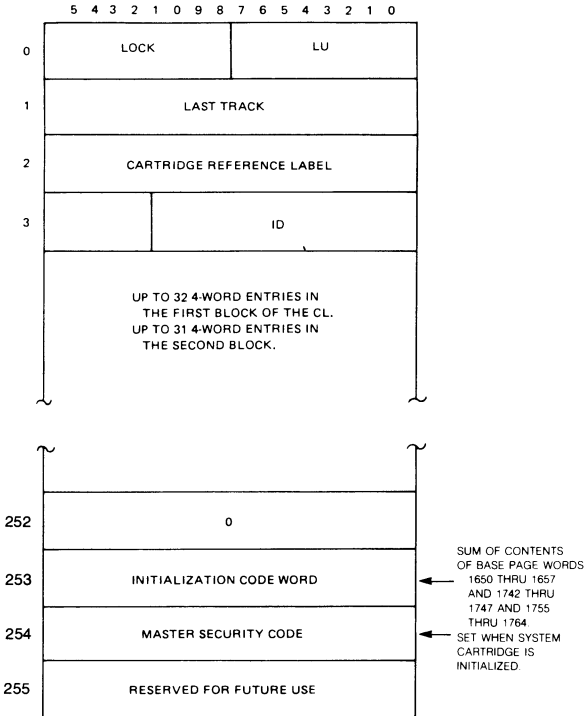 5 4 3 2 1 0 9 8 7 6 5 4 3 2 1 0
0 LOCK LU
1 LAST TRACK
2 CARTRIDGE REFERENCE LABEL
3 ID
UP TO 32 4-WORD ENTRIES IN
THE FIRST BLOCK OF THE CL.
UP TO 31 4-WORD ENTRIES IN
THE SECOND BLOCK.
252 0
253 INITIALIZATION CODE WORD
254 MASTER SECURITY CODE
255 RESERVED FOR FUTURE USE
SUM OF CONTENTS
OF BASE PAGE WORDS
1650 THRU 1657
AND 1742 THRU
1747 AND 1755
THRU 1764.
SET WHEN SYSTEM
CARTRIDGE IS
INITIALIZED.